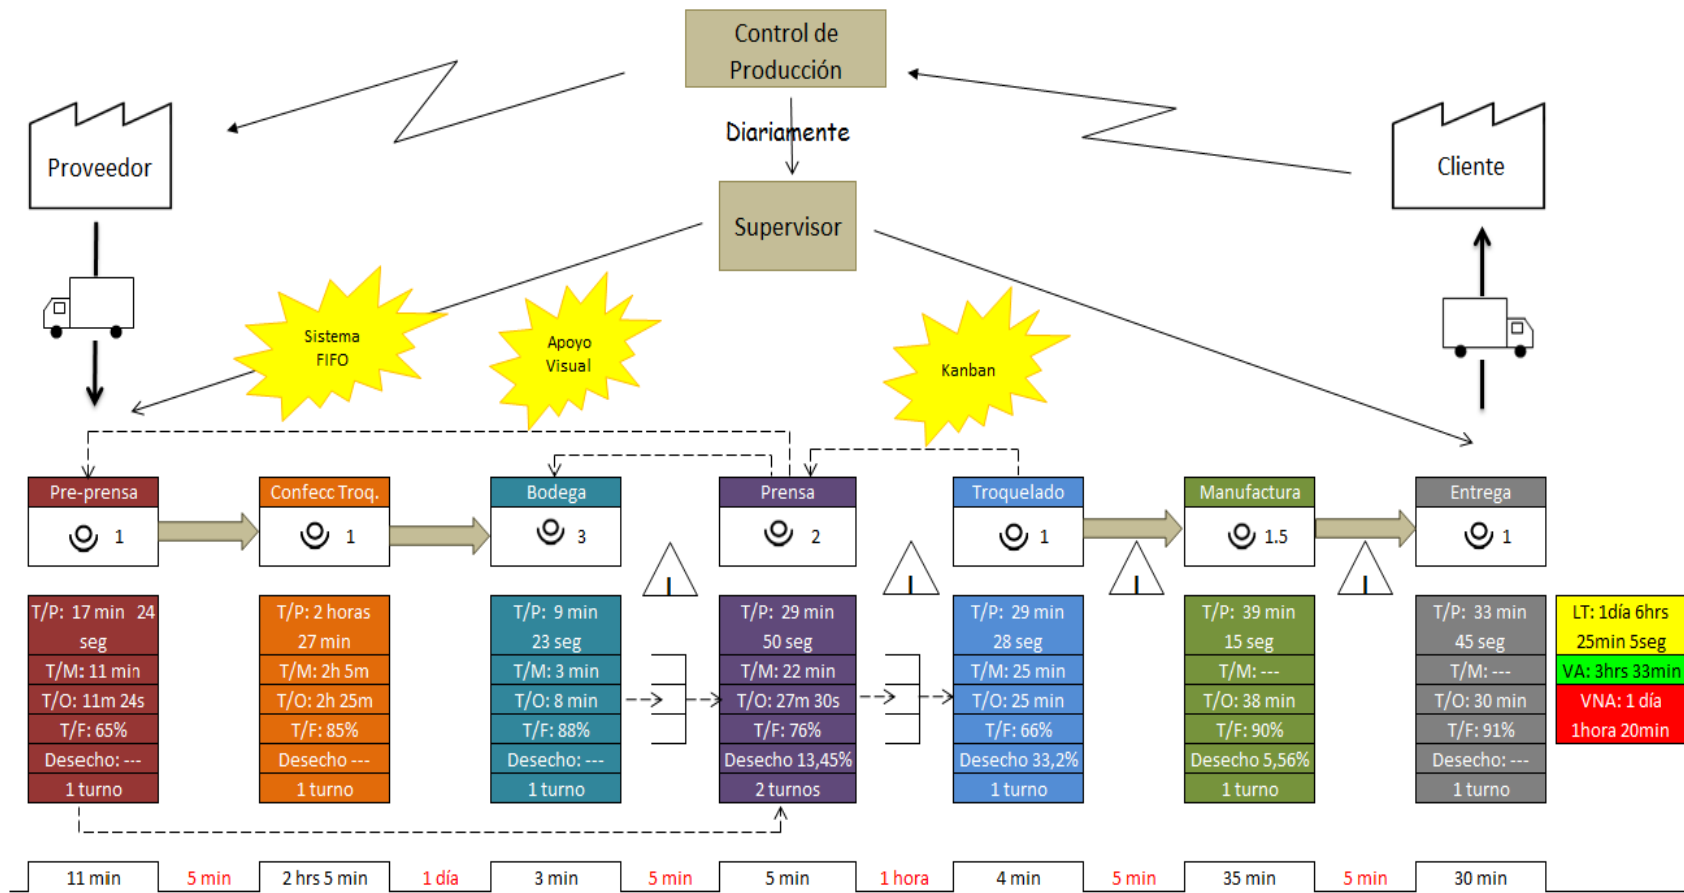 Control de
Producción
Diariamente
Proveedor
Cliente
Supervisor
Sistema
FIFO
Apoyo
Visual
Kanban
Pre-prensa
1
T/P: 17 min 24
seg
T/M: 11 min
T/O: 11m 24s
T/F: 65%
Desecho: ---
1 turno
Confecc Troq.
1
T/P: 2 horas
27 min
T/M: 2h 5m
T/O: 2h 25m
T/F: 85%
Desecho ---
1 turno
Bodega
3
T/P: 9 min
23 seg
T/M: 3 min
T/O: 8 min
T/F: 88%
Desecho: ---
1 turno
I
Prensa
2
T/P: 29 min
50 seg
T/M: 22 min
T/O: 27m 30s
T/F: 76%
Desecho 13,45%
2 turnos
I
Troquelado
1
T/P: 29 min
28 seg
T/M: 25 min
T/O: 25 min
T/F: 66%
Desecho 33,2%
1 turno
I
Manufactura
1.5
T/P: 39 min
15 seg
T/M: ---
T/O: 38 min
T/F: 90%
Desecho 5,56%
1 turno
I
Entrega
1
T/P: 33 min
45 seg
T/M: ---
T/O: 30 min
T/F: 91%
Desecho: ---
1 turno
LT: 1día 6hrs
25min 5seg
VA: 3hrs 33min
VNA: 1 día
1hora 20min
11 min
5 min
2 hrs 5 min
1 día
3 min
5 min
5 min
1 hora
4 min
5 min
35 min
5 min
30 min